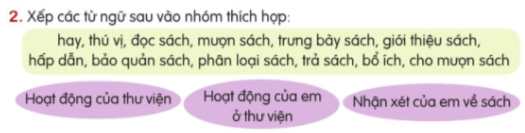 2. Xếp các từ ngữ sau vào nhóm thích hợp:
hay, thú vị, đọc sách, mượn sách, trưng bày sách, giới thiệu sách,
hấp dẫn, bảo quản sách, phân loại sách, trả sách, bổ ích, cho mượn sách
Hoạt động của thư viện
Hoạt động của em
ở thư viện
Nhận xét của em về sách